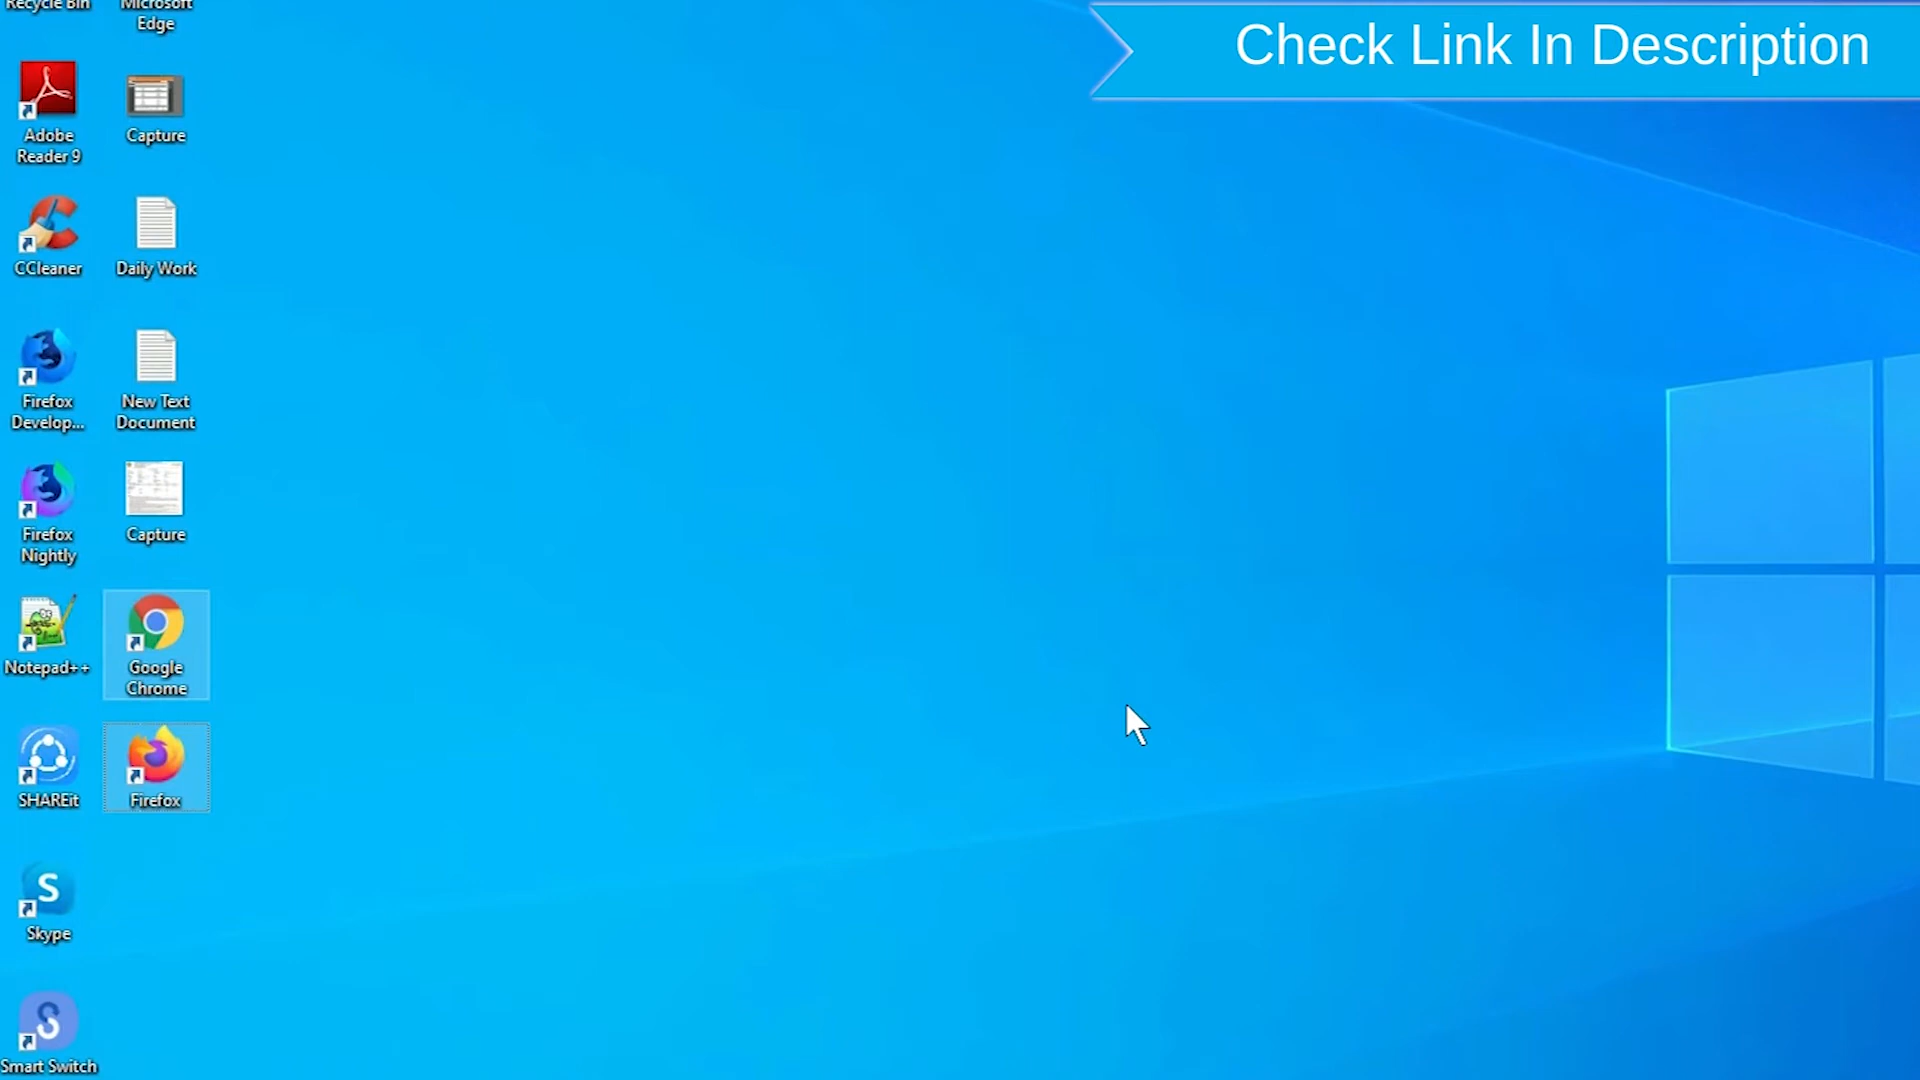 Recycle Bin
Microsoft
Edge
Check Link In Description
Adobe
Reader 9
Capture
CCleaner
Daily Work
Firefox
Develop...
New Text
Document
Firefox
Nightly
Capture
Notepad++
Google
Chrome
SHAREit
Firefox
Skype
Smart Switch